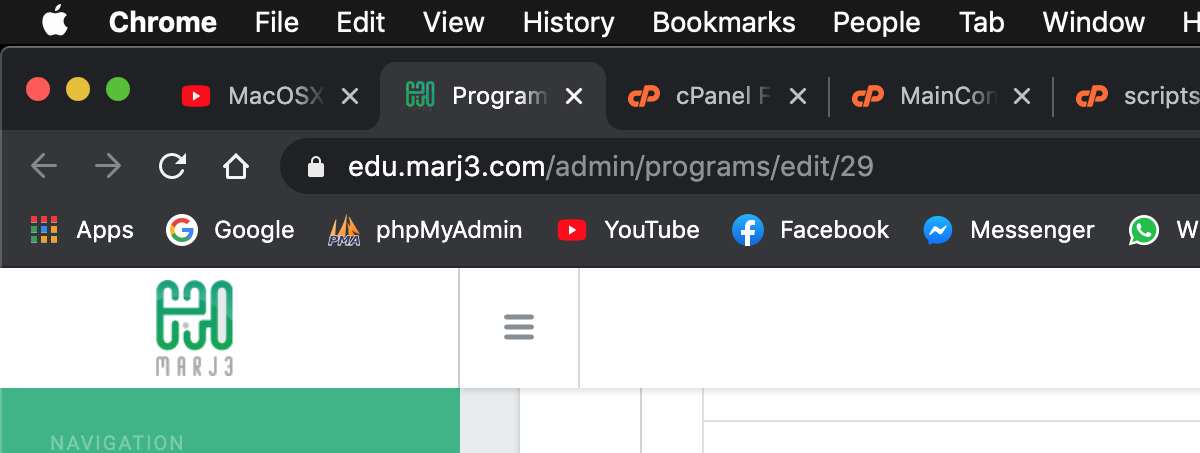 Chrome File Edit View History Bookmarks People Tab Window H
MacOSX Program cPanel F MainCon scripts
edu.marj3.com/admin/programs/edit/29
Apps Google PMA phpMyAdmin YouTube Facebook Messenger W
MARJ3
NAVIGATION